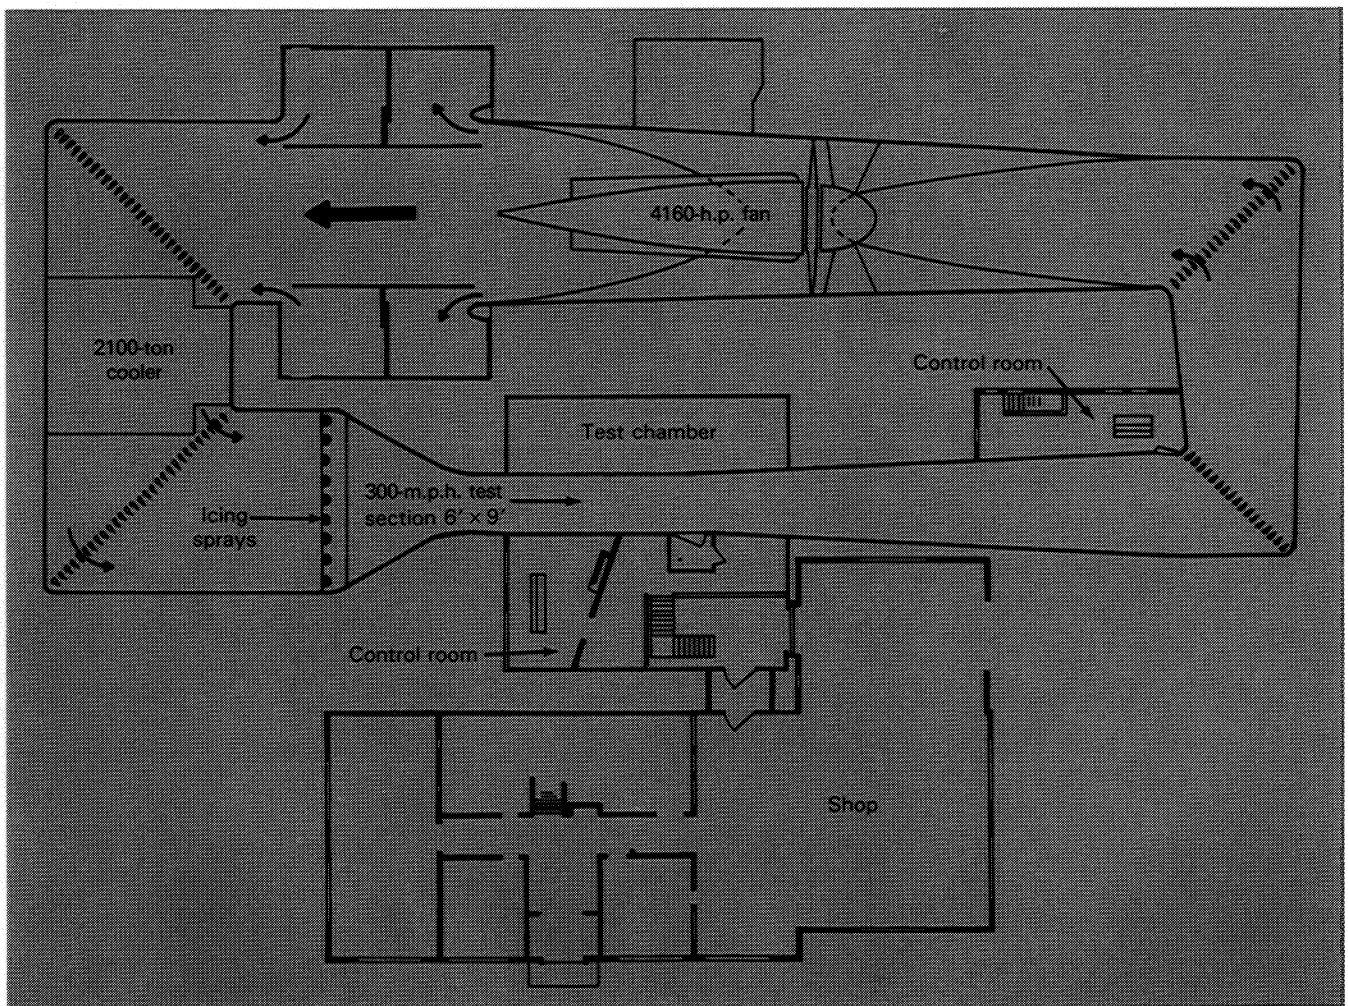 4160-h.p. fan
2100-ton
cooler
Control room
Test chamber
300-m.p.h. test
section 6' × 9'
Icing
sprays
Control room
Shop